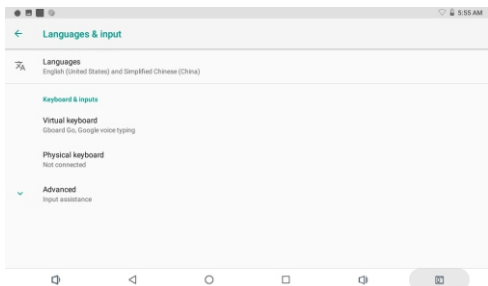 5:55 AM
Languages & input
Languages
English (United States) and Simplified Chinese (China)
Keyboard & inputs
Virtual keyboard
Gboard Go, Google voice typing
Physical keyboard
Not connected
Advanced
Input assistance